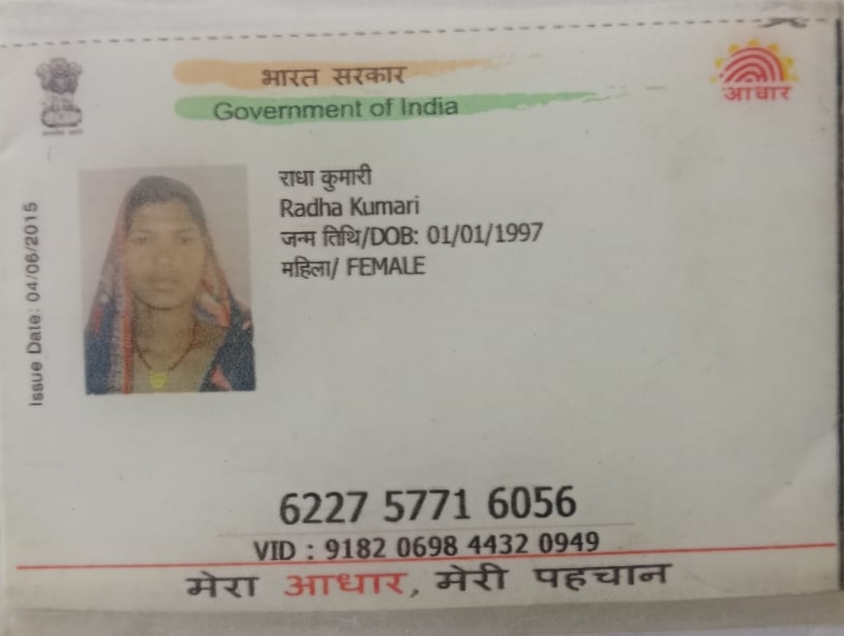 भारत सरकार
Government of India
आधार
Issue Date: 04/06/2015
राधा कुमारी
Radha Kumari
जन्म तिथि/DOB: 01/01/1997
महिला/ FEMALE
6227 5771 6056
VID : 9182 0698 4432 0949
मेरा आधार, मेरी पहचान